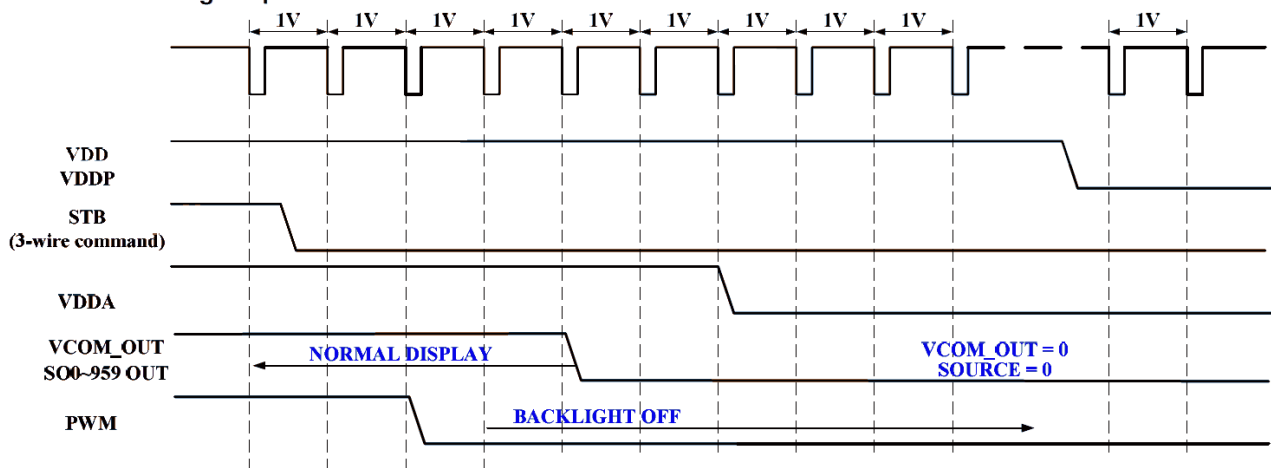 1V 1V 1V 1V 1V 1V 1V 1V 1V 1V
VDD
VDDP
STB
(3-wire command)
VDDA
VCOM_OUT
SO0~959 OUT
NORMAL DISPLAY
VCOM_OUT = 0
SOURCE = 0
PWM
BACKLIGHT OFF